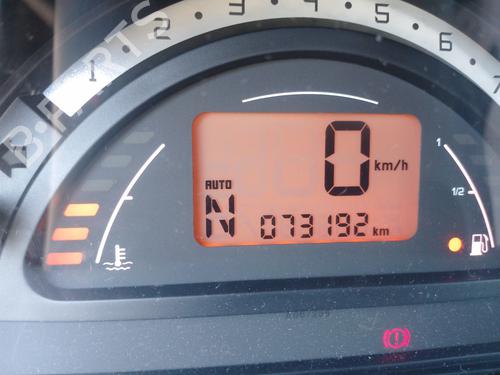 1 2 3 4 5 6 7
B-PARTS
0 km/h
AUTO
N
N 073192 km
1
1/2